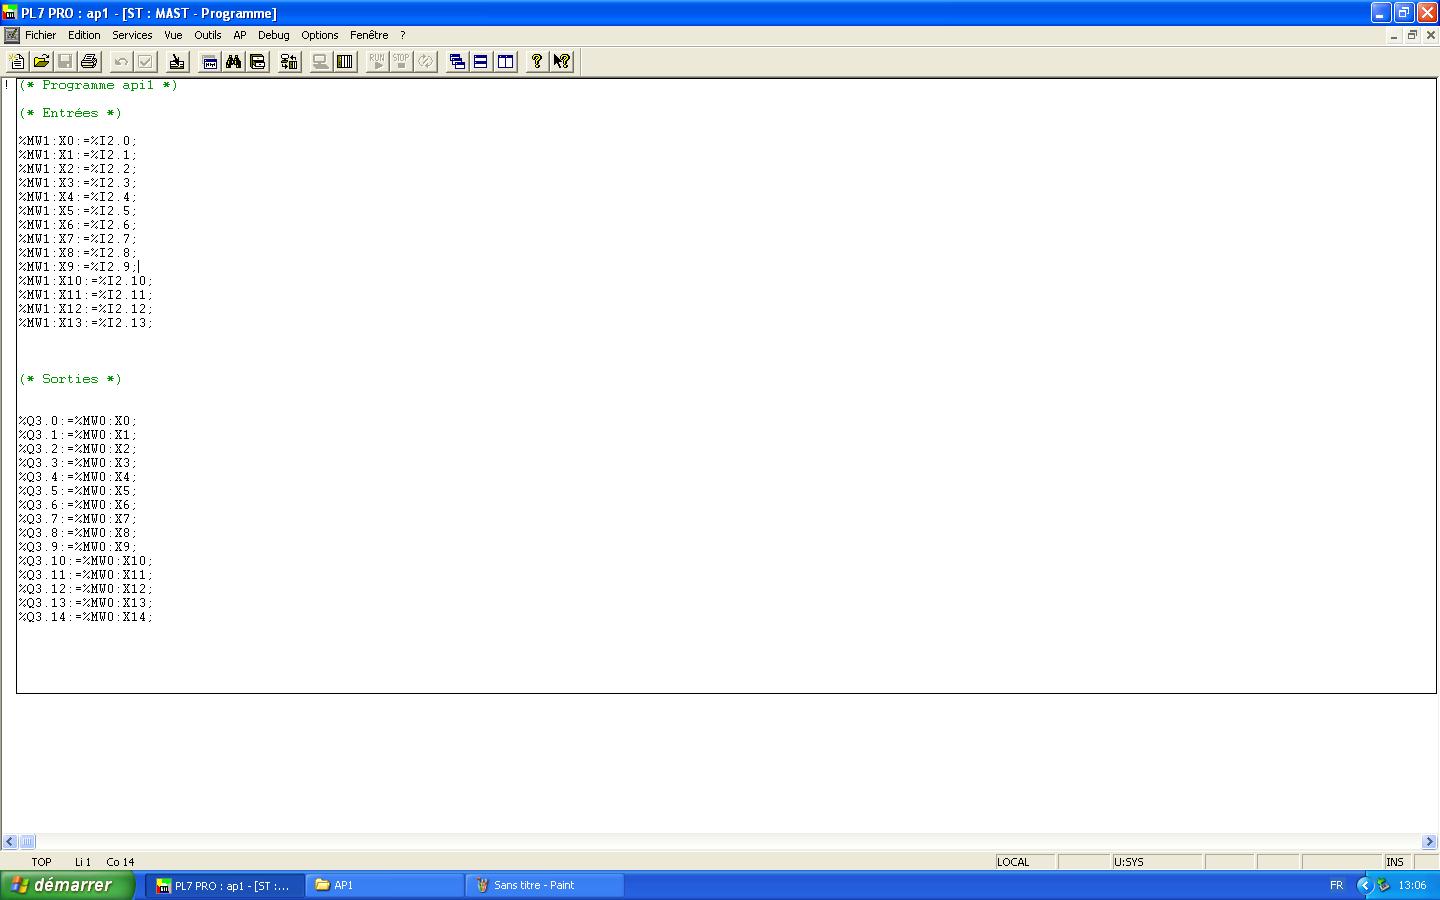 PL7 PRO : ap1 - [ST : MAST - Programme]
Fichier Edition Services Vue Outils AP Debug Options Fenêtre ?
RUN STOP
! (* Programme api1 *)
(* Entrées *)
%MW1:X0:=%I2.0;
%MW1:X1:=%I2.1;
%MW1:X2:=%I2.2;
%MW1:X3:=%I2.3;
%MW1:X4:=%I2.4;
%MW1:X5:=%I2.5;
%MW1:X6:=%I2.6;
%MW1:X7:=%I2.7;
%MW1:X8:=%I2.8;
%MW1:X9:=%I2.9;
%MW1:X10:=%I2.10;
%MW1:X11:=%I2.11;
%MW1:X12:=%I2.12;
%MW1:X13:=%I2.13;
(* Sorties *)
%Q3.0:=%MW0:X0;
%Q3.1:=%MW0:X1;
%Q3.2:=%MW0:X2;
%Q3.3:=%MW0:X3;
%Q3.4:=%MW0:X4;
%Q3.5:=%MW0:X5;
%Q3.6:=%MW0:X6;
%Q3.7:=%MW0:X7;
%Q3.8:=%MW0:X8;
%Q3.9:=%MW0:X9;
%Q3.10:=%MW0:X10;
%Q3.11:=%MW0:X11;
%Q3.12:=%MW0:X12;
%Q3.13:=%MW0:X13;
%Q3.14:=%MW0:X14;
TOP Li 1 Co 14 LOCAL U:SYS INS
démarrer PL7 PRO : ap1 - [ST :... AP1 Sans titre - Paint FR 13:06